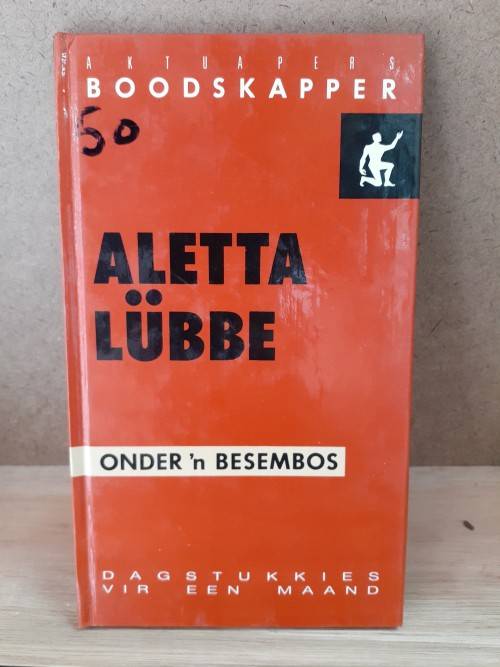 AKTUAPERS
BOODSKAPPER
50
ALETTA
LÜBBE
ONDER 'n BESEMBOS
DAGSTUKKIES
VIR EEN MAAND